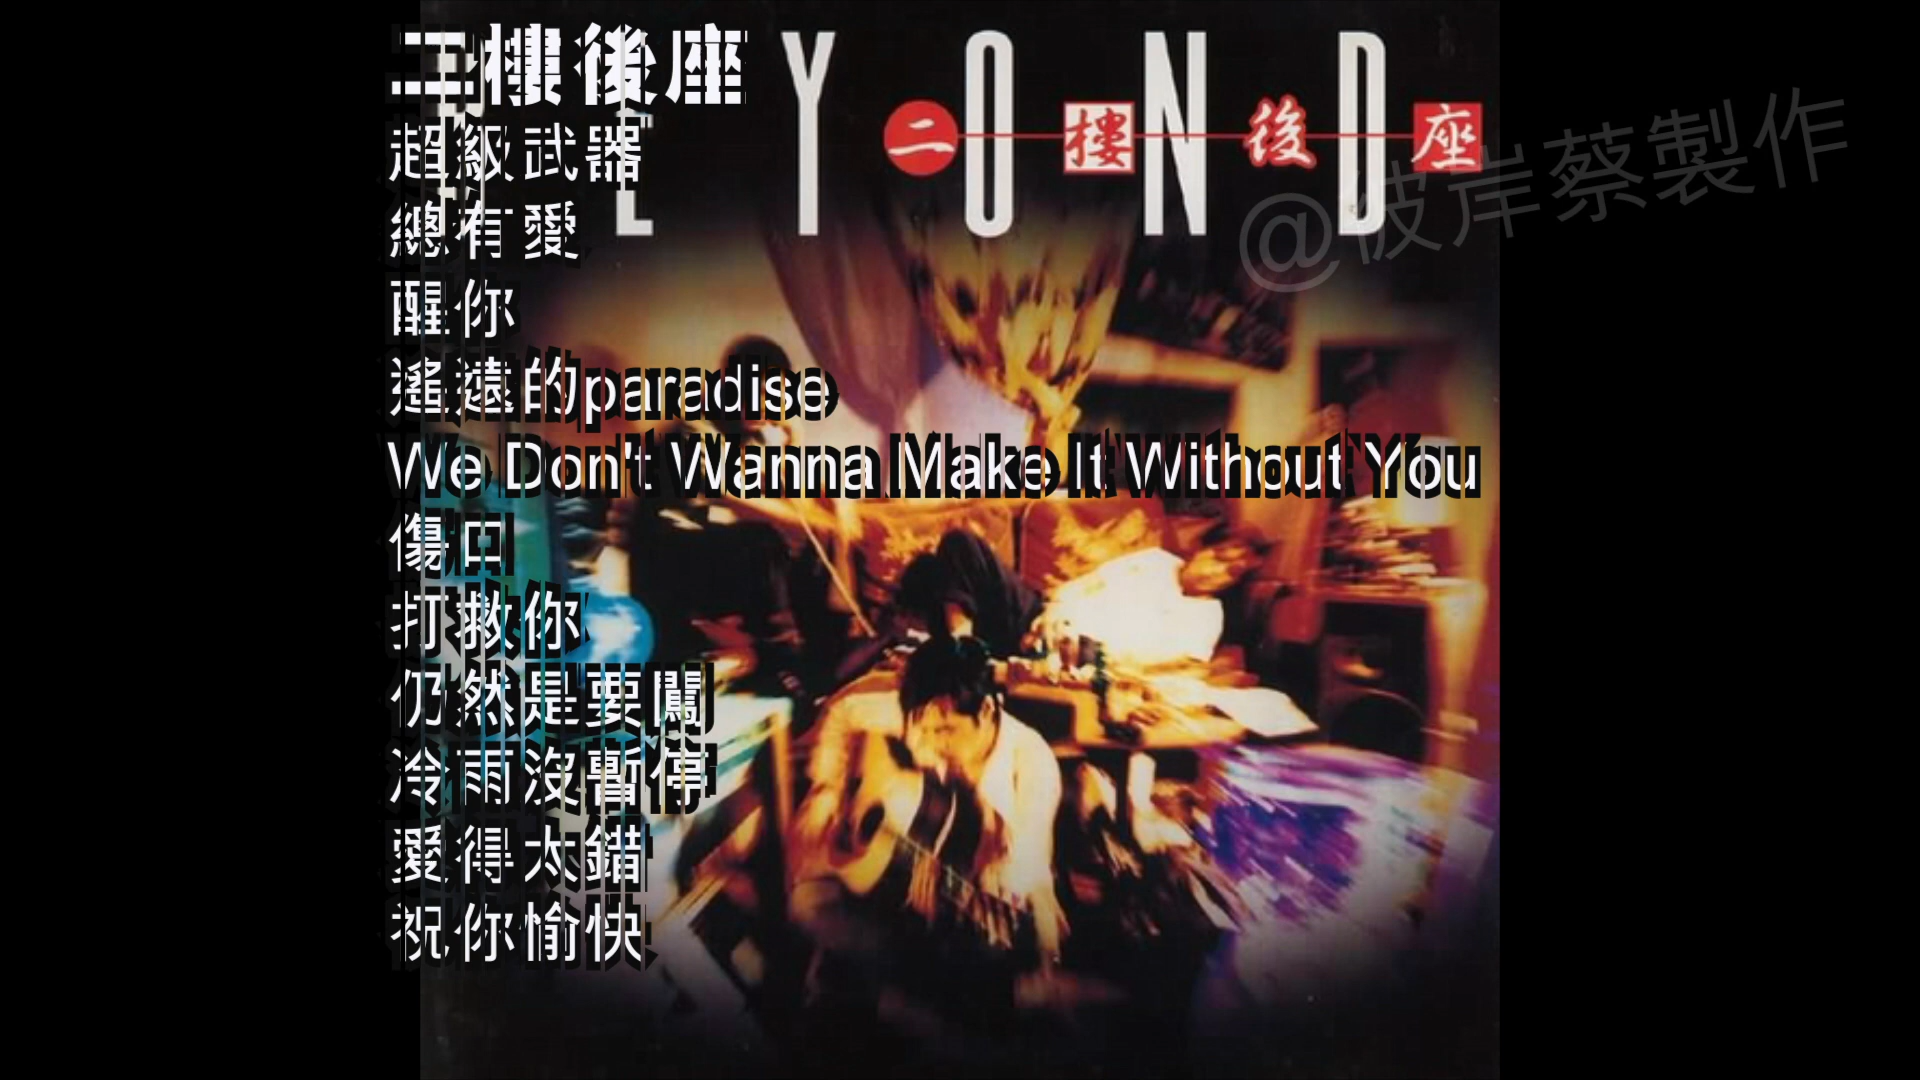 二樓後座
BEYOND
二樓後座
@彼岸蔡製作
超級武器
總有愛
醒你
遙遠的paradise
We Don't Wanna Make It Without You
傷口
打救你
仍然是要闖
冷雨沒暫停
愛得太錯
祝你愉快